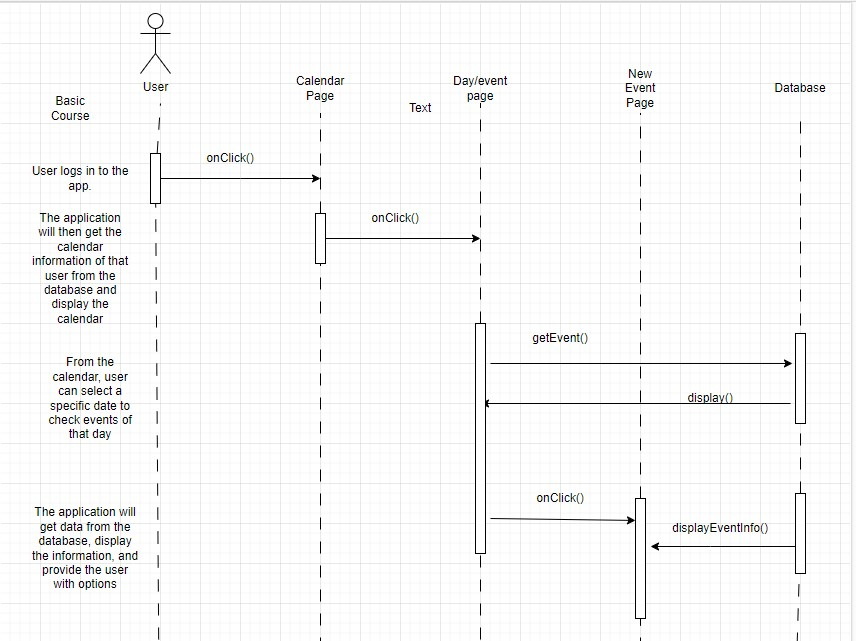 User
Calendar
Page
Day/event
page
New
Event
Page
Database
Text
Basic
Course
User logs in to the
app.
onClick()
The application
will then get the
calendar
information of that
user from the
database and
display the
calendar
onClick()
From the
calendar, user
can select a
specific date to
check events of
that day
getEvent()
display()
The application will
get data from the
database, display
the information, and
provide the user
with options
onClick()
displayEventInfo()